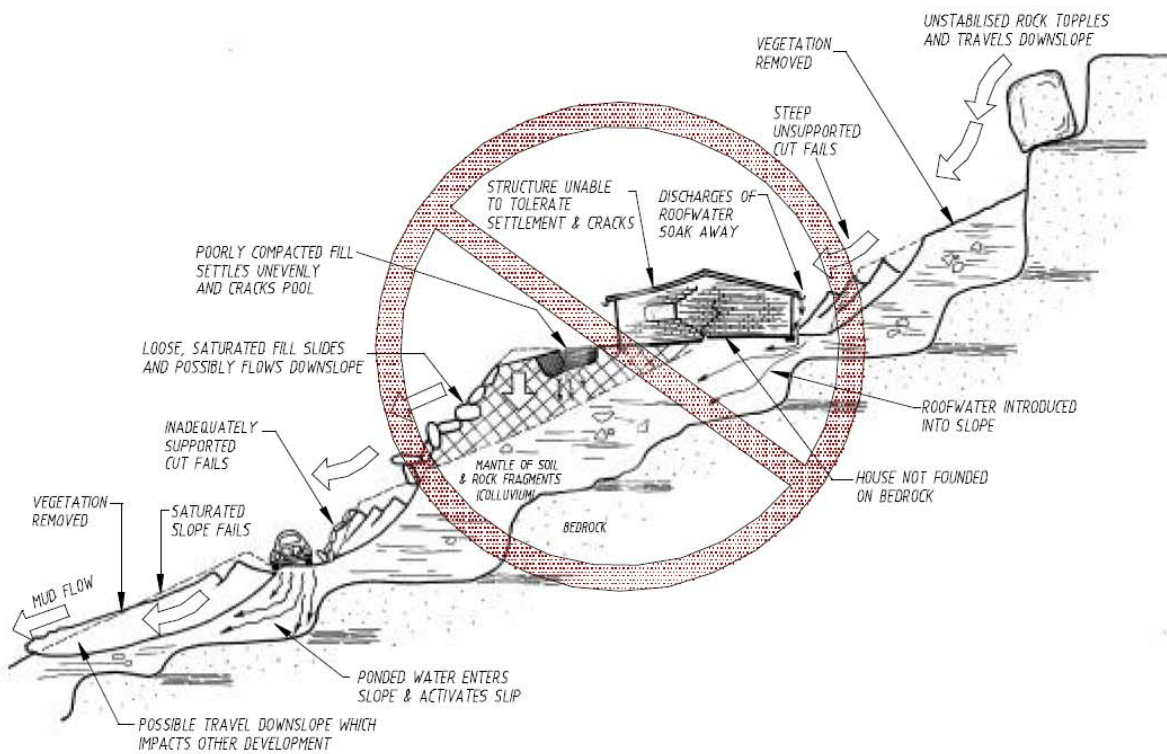 UNSTABILISED ROCK TOPPLES
AND TRAVELS DOWNSLOPE
VEGETATION
REMOVED
STEEP
UNSUPPORTED
CUT FAILS
STRUCTURE UNABLE
TO TOLERATE
SETTLEMENT & CRACKS
DISCHARGES OF
ROOFWATER
SOAK AWAY
POORLY COMPACTED FILL
SETTLES UNEVENLY
AND CRACKS POOL
LOOSE, SATURATED FILL SLIDES
AND POSSIBLY FLOWS DOWNSLOPE
ROOFWATER INTRODUCED
INTO SLOPE
INADEQUATELY
SUPPORTED
CUT FAILS
MANTLE OF SOIL
& ROCK FRAGMENTS
(COLLUVIUM)
HOUSE NOT FOUNDED
ON BEDROCK
VEGETATION
REMOVED
SATURATED
SLOPE FAILS
BEDROCK
MUD FLOW
PONDED WATER ENTERS
SLOPE & ACTIVATES SLIP
POSSIBLE TRAVEL DOWNSLOPE WHICH
IMPACTS OTHER DEVELOPMENT